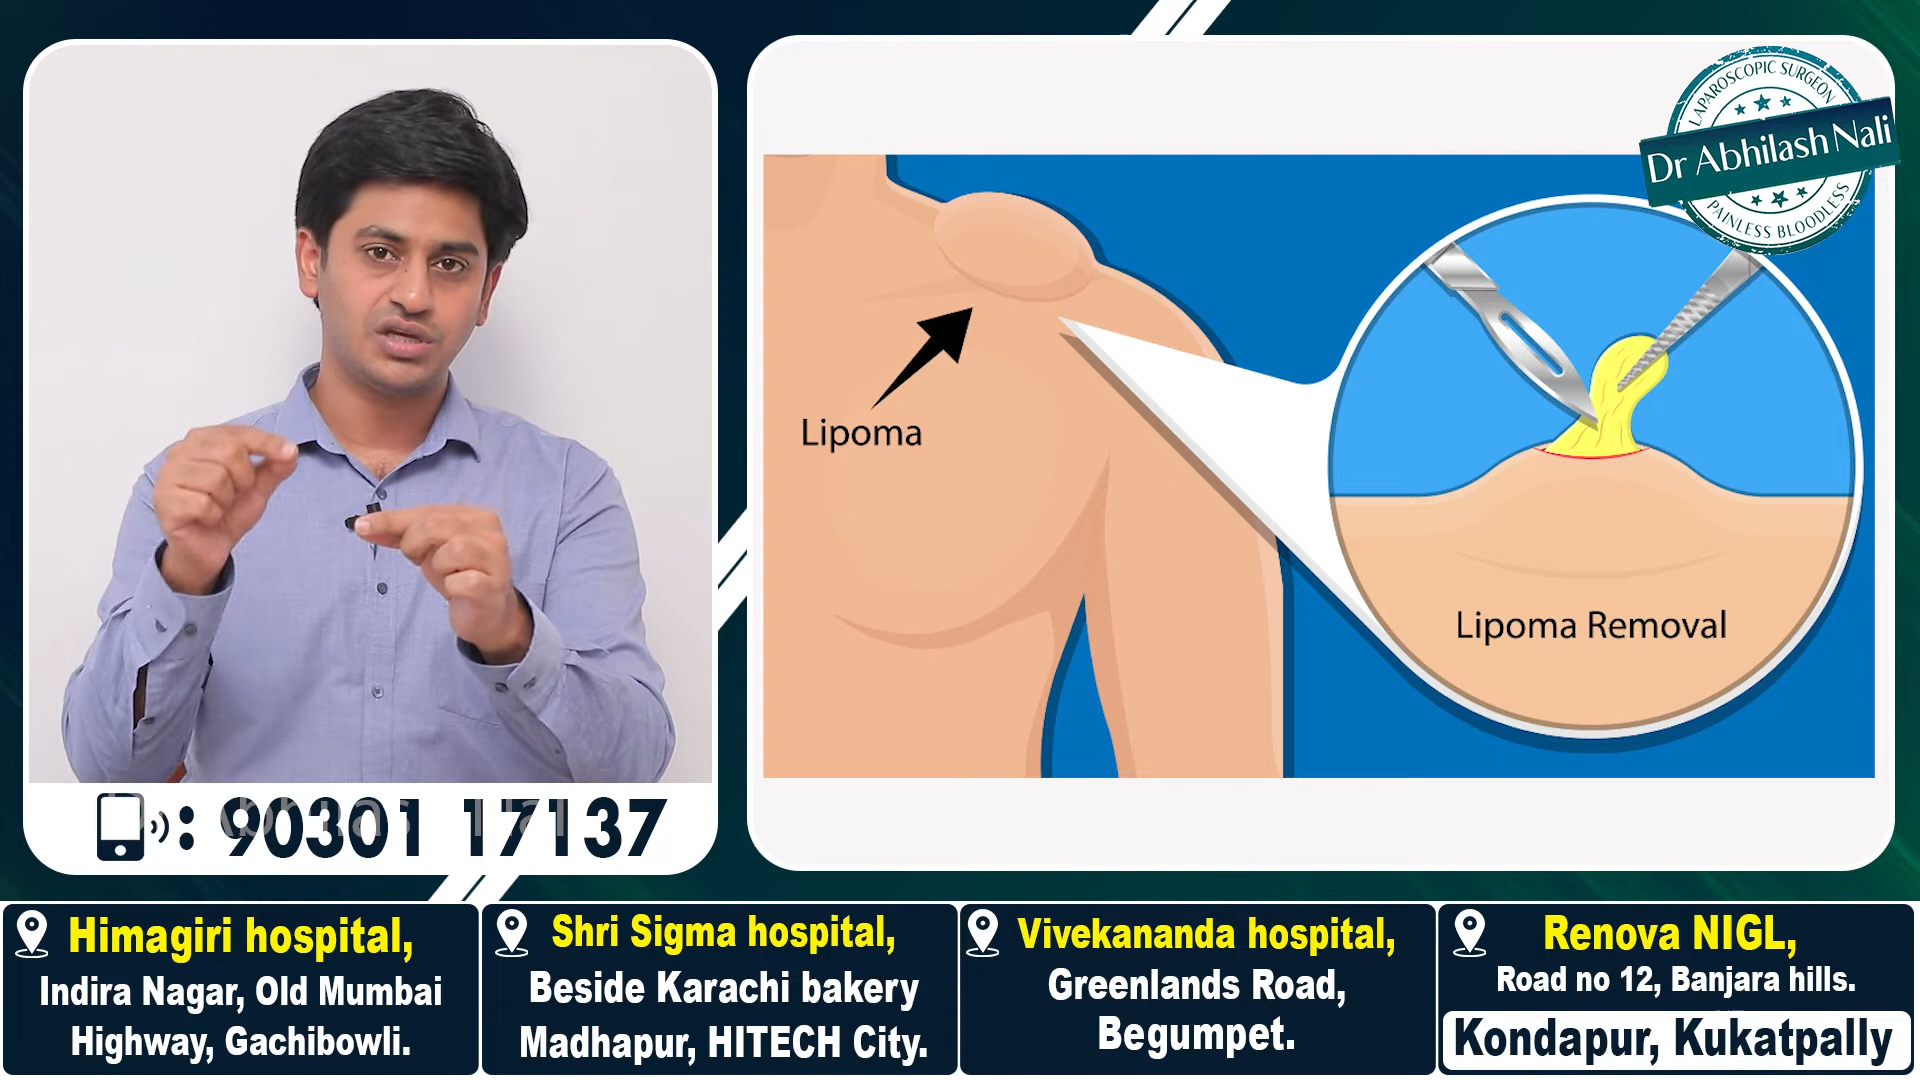 LAPAROSCOPIC SURGEON
Dr Abhilash Nali
PAINLESS BLOODLESS
Lipoma
Lipoma Removal
: 90301 17137
Himagiri hospital,
Indira Nagar, Old Mumbai
Highway, Gachibowli.
Shri Sigma hospital,
Beside Karachi bakery
Madhapur, HITECH City.
Vivekananda hospital,
Greenlands Road,
Begumpet.
Renova NIGL,
Road no 12, Banjara hills.
Kondapur, Kukatpally